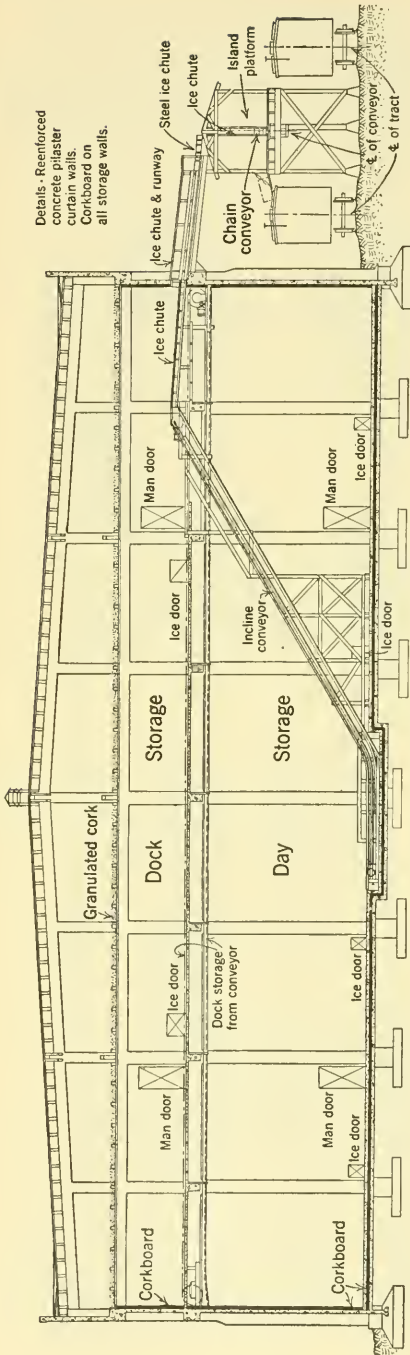 Details - Reenforced
concrete pilaster
curtain walls.
Corkboard on
all storage walls.
Ice chute & runway
Steel ice chute
Ice chute
Island
platform
Chain
conveyor
℄ of conveyor
℄ of tract
Ice chute
Granulated cork
Man door
Ice door
Storage
Dock
Ice door
Man door
Corkboard
Incline
conveyor
Man door
Ice door
Ice door
Storage
Day
Dock storage
from conveyor
Ice door
Man door
Ice door
Corkboard